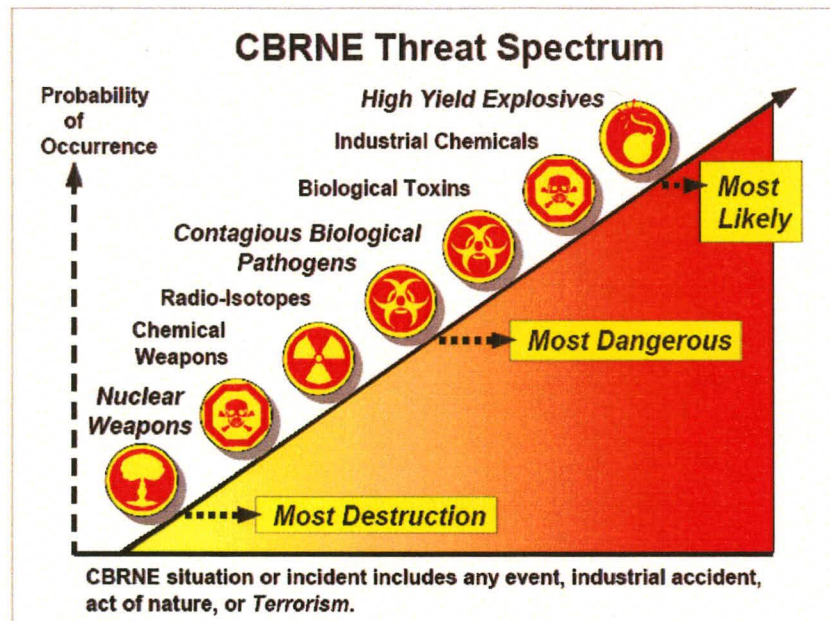 CBRNE Threat Spectrum
Probability
of
Occurrence
High Yield Explosives
Industrial Chemicals
Biological Toxins
Most
Likely
Contagious Biological
Pathogens
Radio-Isotopes
Chemical
Weapons
Most Dangerous
Nuclear
Weapons
Most Destruction
CBRNE situation or incident includes any event, industrial accident,
act of nature, or Terrorism.